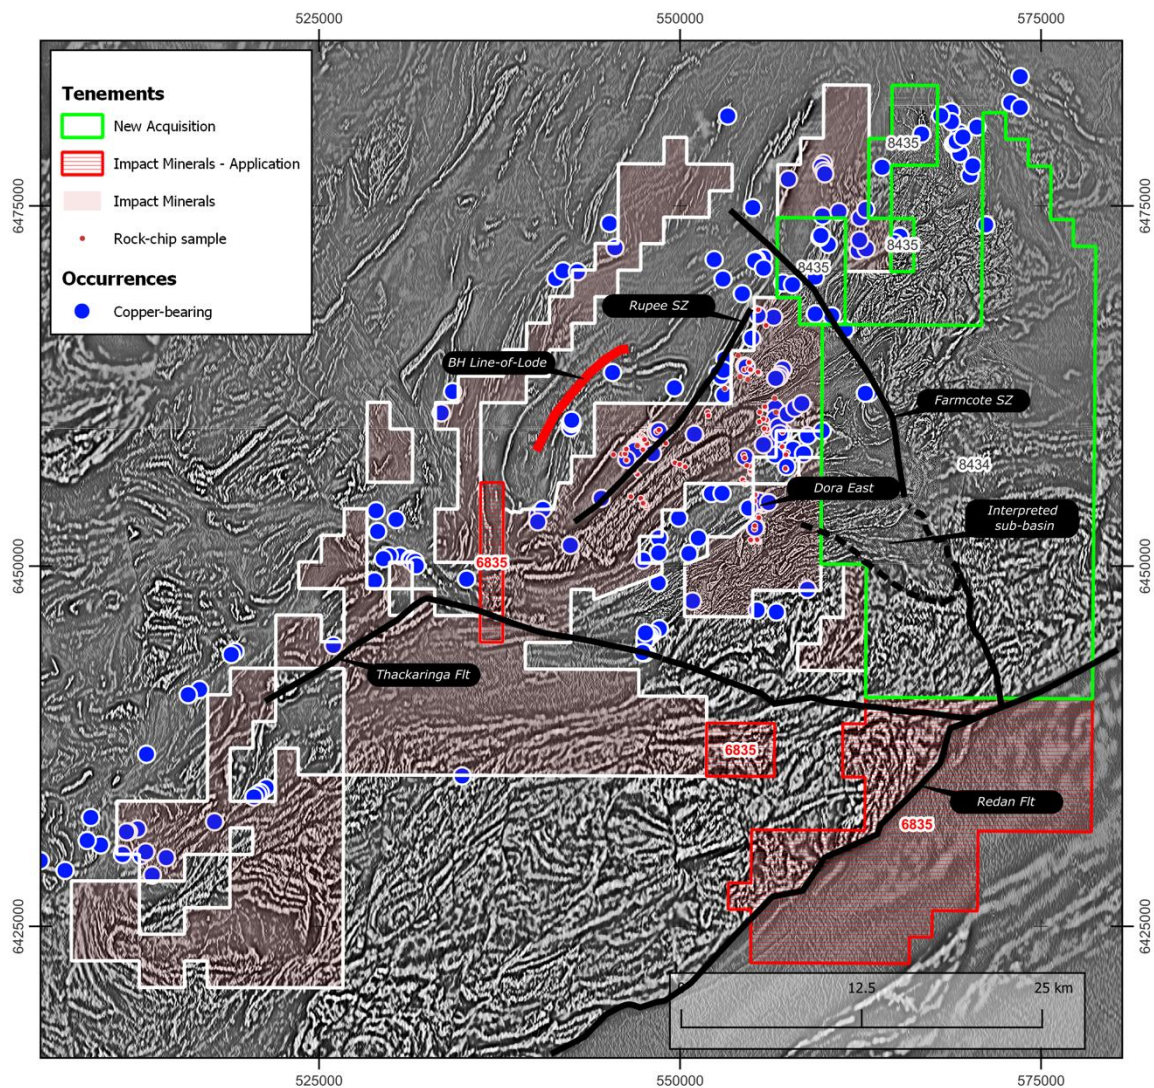 525000
550000
575000
Tenements
New Acquisition
Impact Minerals - Application
Impact Minerals
Rock-chip sample
Occurrences
Copper-bearing
8435
6475000
6475000
8435
8435
Rupee SZ
BH Line-of-Lode
Farmcote SZ
8434
Dora East
Interpreted
sub-basin
6835
6450000
6450000
Thackaringa Flt
6835
Redan Flt
6835
6425000
6425000
0
12.5
25 km
525000
550000
575000